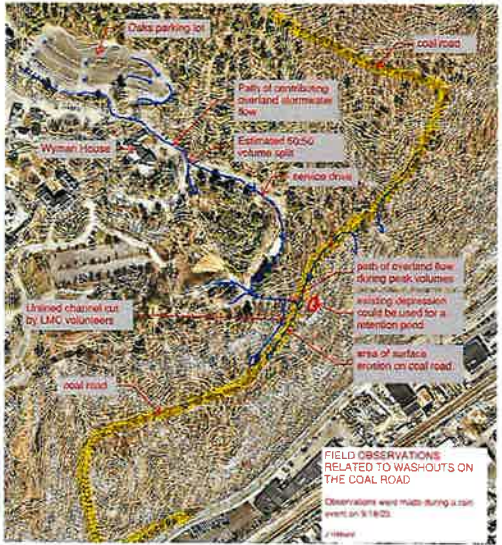 Oaks parking lot
coal road
Path of contributing
overland stormwater
flow
Wyman House
Estimated 50:50
volume split
service drive
path of overland flow
during peak volumes
Unlined channel cut
by LMC volunteers
existing depression
could be used for a
retention pond
area of surface
erosion on coal road
coal road
FIELD OBSERVATIONS
RELATED TO WASHOUTS ON
THE COAL ROAD
Observations were made during a rain
event on